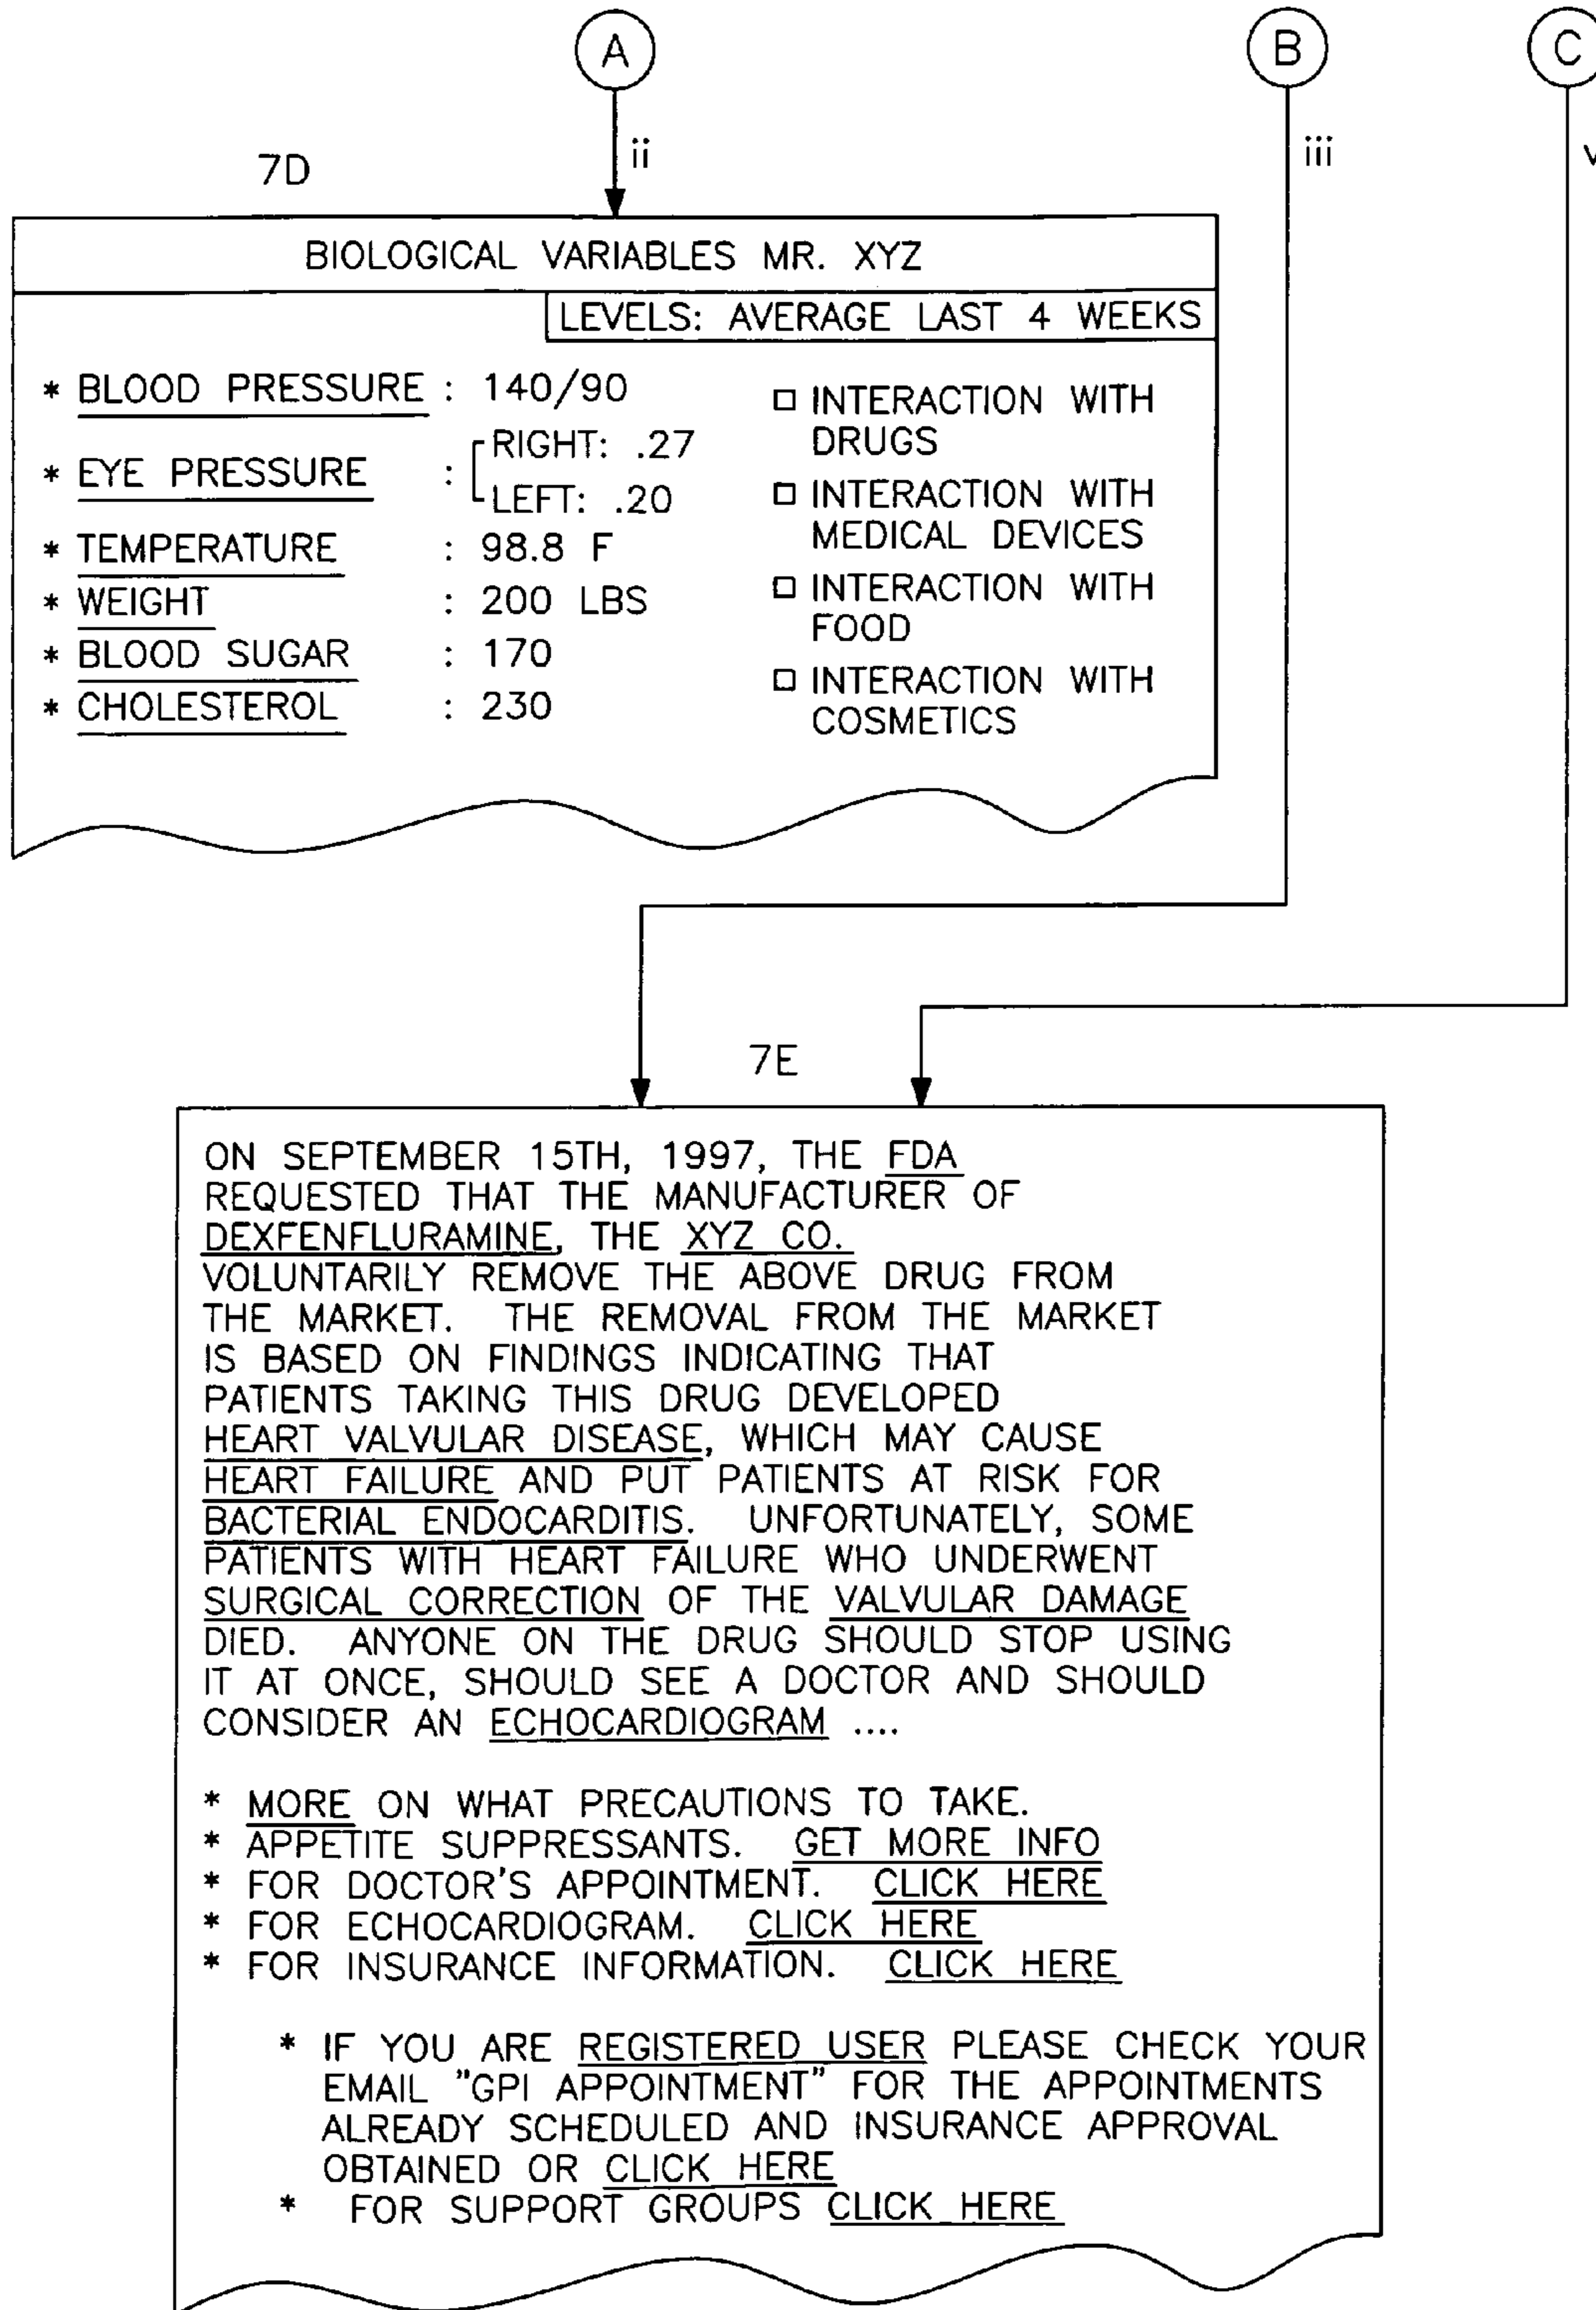 A B C
ii iii
7D
BIOLOGICAL VARIABLES MR. XYZ
LEVELS: AVERAGE LAST 4 WEEKS
* BLOOD PRESSURE : 140/90
* EYE PRESSURE : RIGHT: .27
LEFT: .20
* TEMPERATURE : 98.8 F
* WEIGHT : 200 LBS
* BLOOD SUGAR : 170
* CHOLESTEROL : 230
□ INTERACTION WITH
DRUGS
□ INTERACTION WITH
MEDICAL DEVICES
□ INTERACTION WITH
FOOD
□ INTERACTION WITH
COSMETICS
7E
ON SEPTEMBER 15TH, 1997, THE FDA
REQUESTED THAT THE MANUFACTURER OF
DEXFENFLURAMINE, THE XYZ CO.
VOLUNTARILY REMOVE THE ABOVE DRUG FROM
THE MARKET. THE REMOVAL FROM THE MARKET
IS BASED ON FINDINGS INDICATING THAT
PATIENTS TAKING THIS DRUG DEVELOPED
HEART VALVULAR DISEASE, WHICH MAY CAUSE
HEART FAILURE AND PUT PATIENTS AT RISK FOR
BACTERIAL ENDOCARDITIS. UNFORTUNATELY, SOME
PATIENTS WITH HEART FAILURE WHO UNDERWENT
SURGICAL CORRECTION OF THE VALVULAR DAMAGE
DIED. ANYONE ON THE DRUG SHOULD STOP USING
IT AT ONCE, SHOULD SEE A DOCTOR AND SHOULD
CONSIDER AN ECHOCARDIOGRAM ....
* MORE ON WHAT PRECAUTIONS TO TAKE.
* APPETITE SUPPRESSANTS. GET MORE INFO
* FOR DOCTOR'S APPOINTMENT. CLICK HERE
* FOR ECHOCARDIOGRAM. CLICK HERE
* FOR INSURANCE INFORMATION. CLICK HERE
* IF YOU ARE REGISTERED USER PLEASE CHECK YOUR
EMAIL "GPI APPOINTMENT" FOR THE APPOINTMENTS
ALREADY SCHEDULED AND INSURANCE APPROVAL
OBTAINED OR CLICK HERE
* FOR SUPPORT GROUPS CLICK HERE